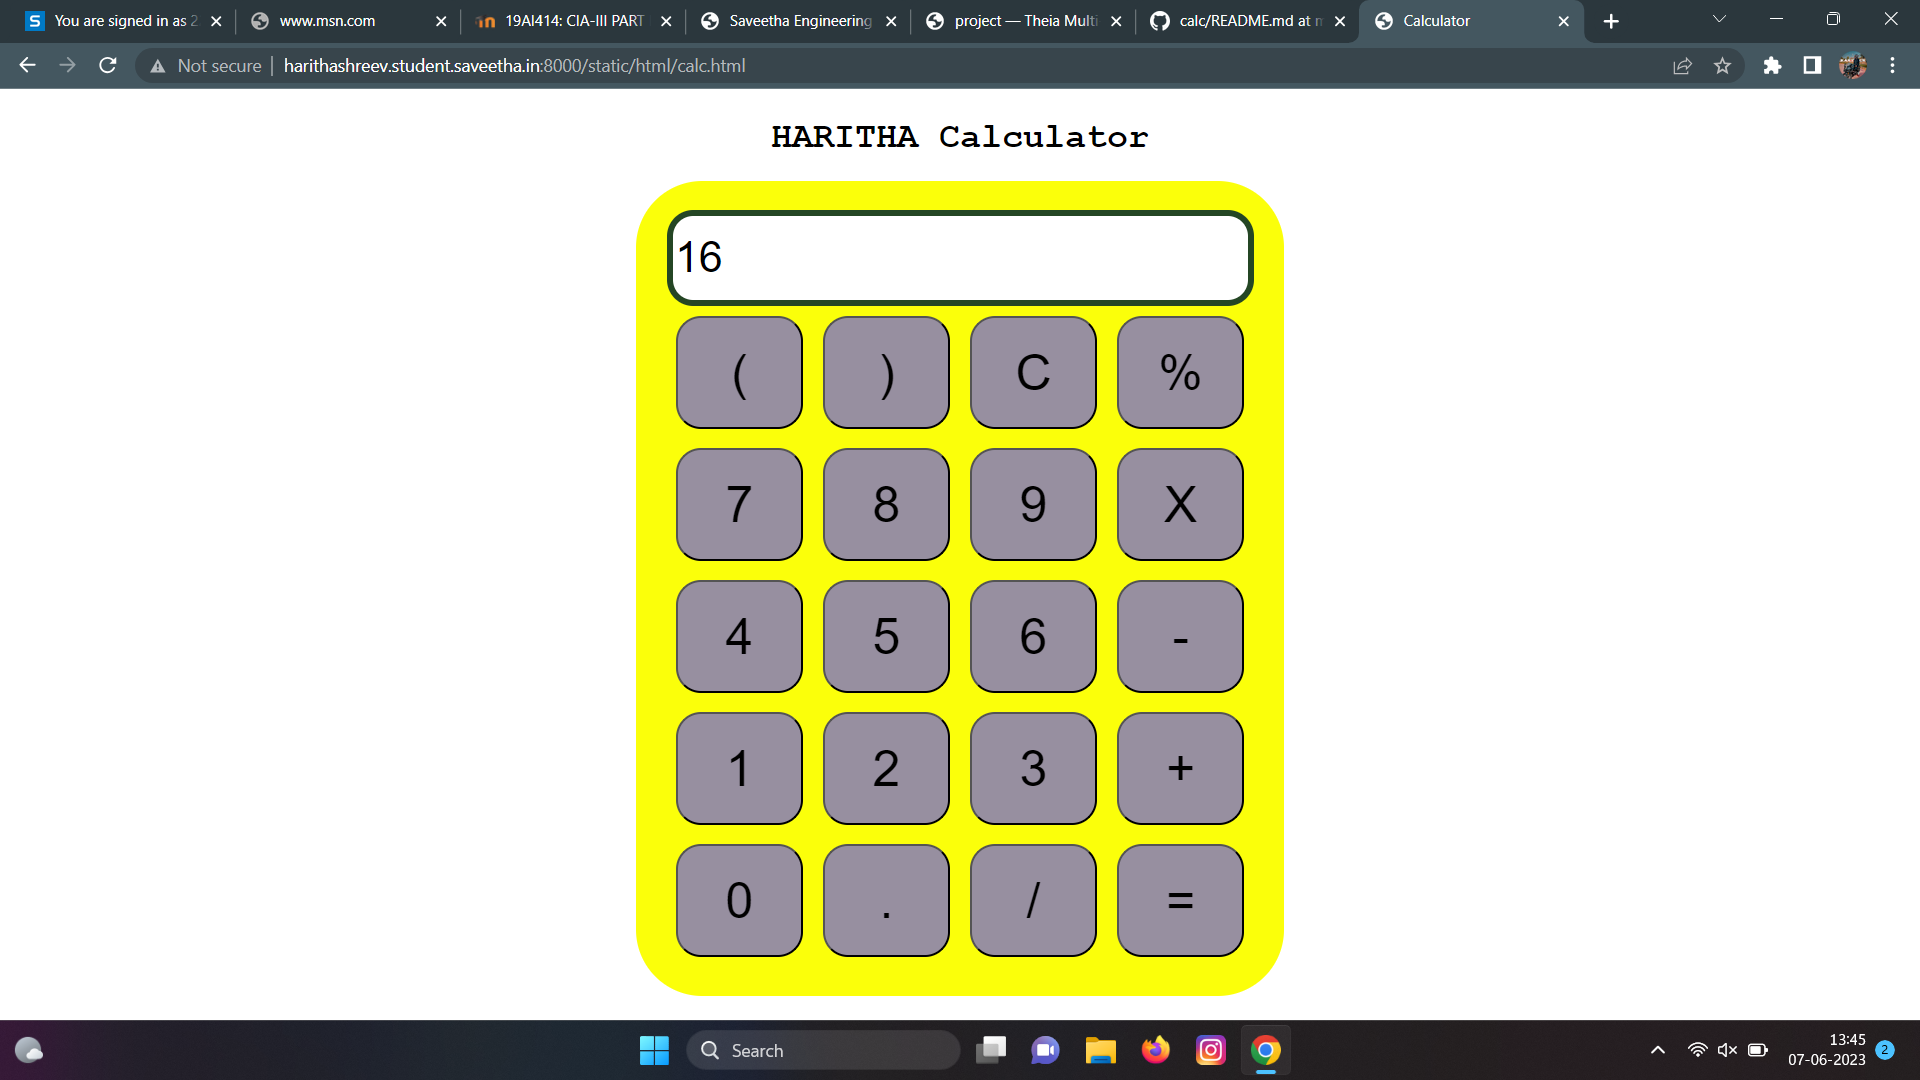 You are signed in as 2
www.msn.com
19AI414: CIA-III PART
Saveetha Engineering
project — Theia Multi
calc/README.md at m
Calculator
Not secure
harithashreev.student.saveetha.in:8000/static/html/calc.html
HARITHA Calculator
16
( ) C %
7 8 9 X
4 5 6 -
1 2 3 +
0 . / =
Search
13:45
07-06-2023
2